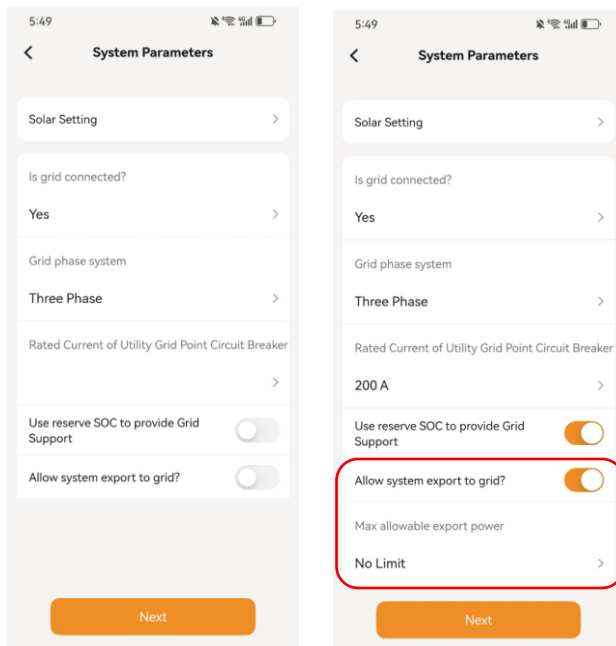 5:49
System Parameters
Solar Setting
Is grid connected?
Yes
Grid phase system
Three Phase
Rated Current of Utility Grid Point Circuit Breaker
Use reserve SOC to provide Grid
Support
Allow system export to grid?
Next
5:49
System Parameters
Solar Setting
Is grid connected?
Yes
Grid phase system
Three Phase
Rated Current of Utility Grid Point Circuit Breaker
200 A
Use reserve SOC to provide Grid
Support
Allow system export to grid?
Max allowable export power
No Limit
Next